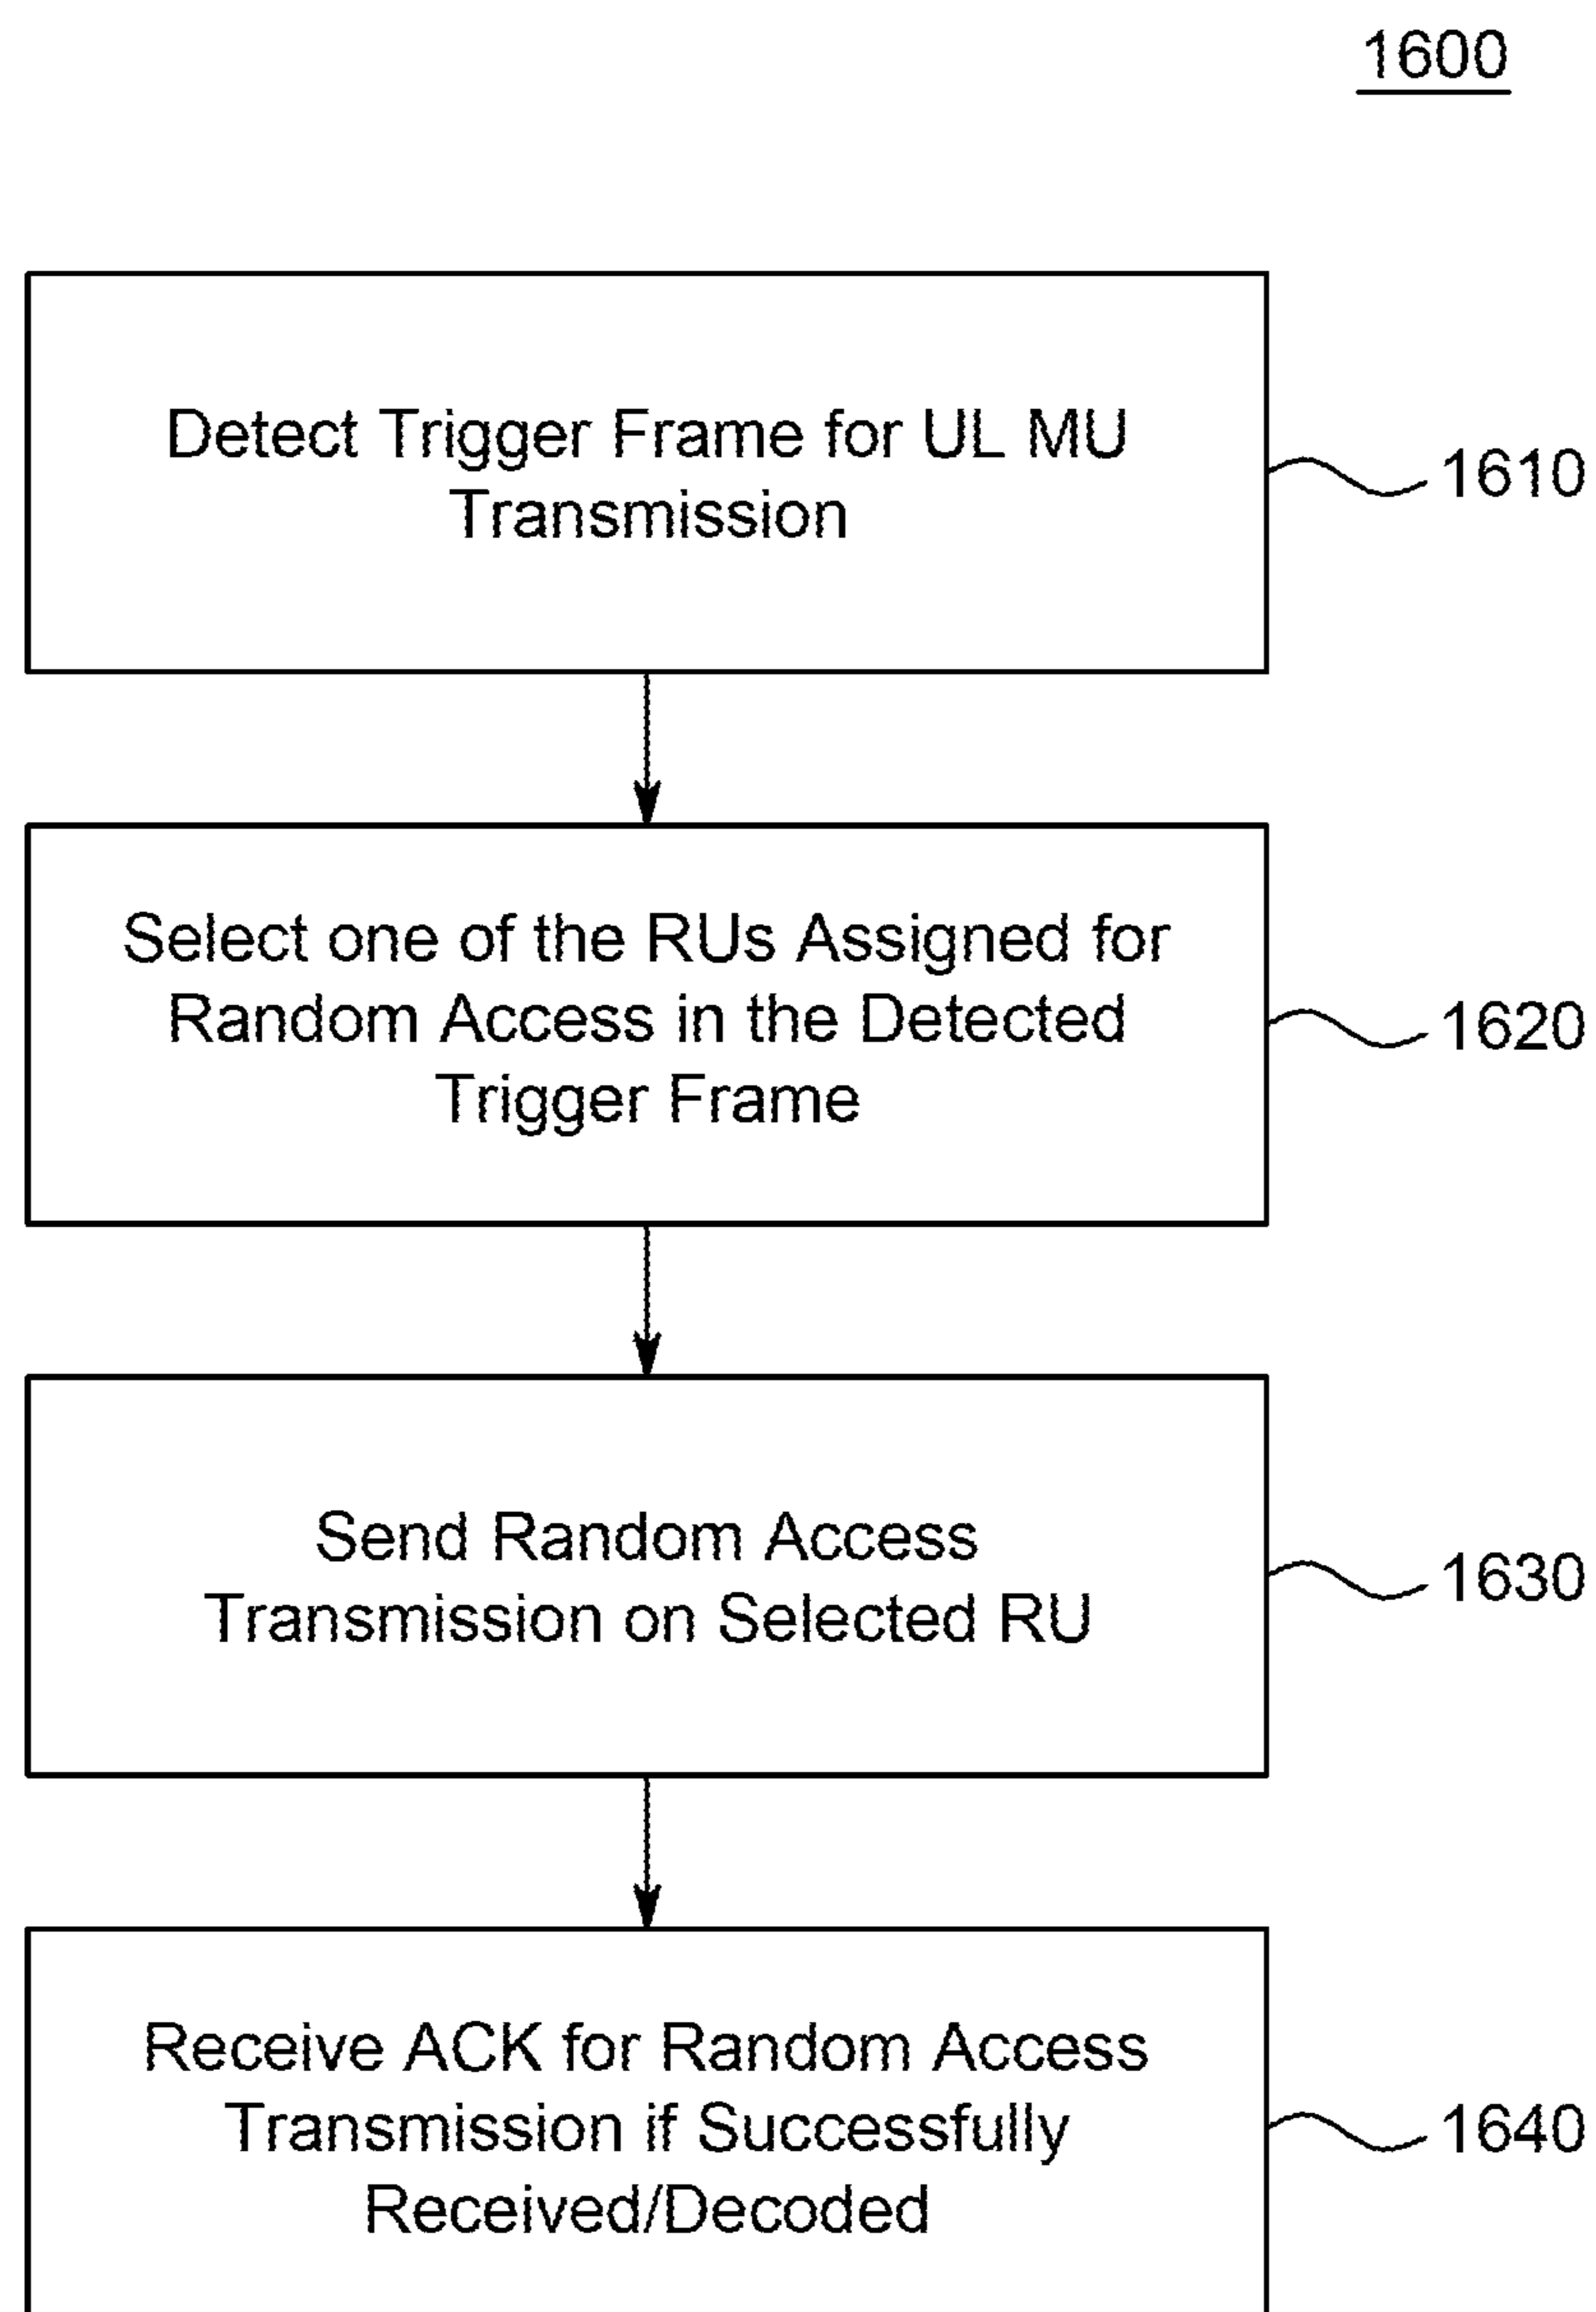 1600
Detect Trigger Frame for UL MU
Transmission
1610
Select one of the RUs Assigned for
Random Access in the Detected
Trigger Frame
1620
Send Random Access
Transmission on Selected RU
1630
Receive ACK for Random Access
Transmission if Successfully
Received/Decoded
1640